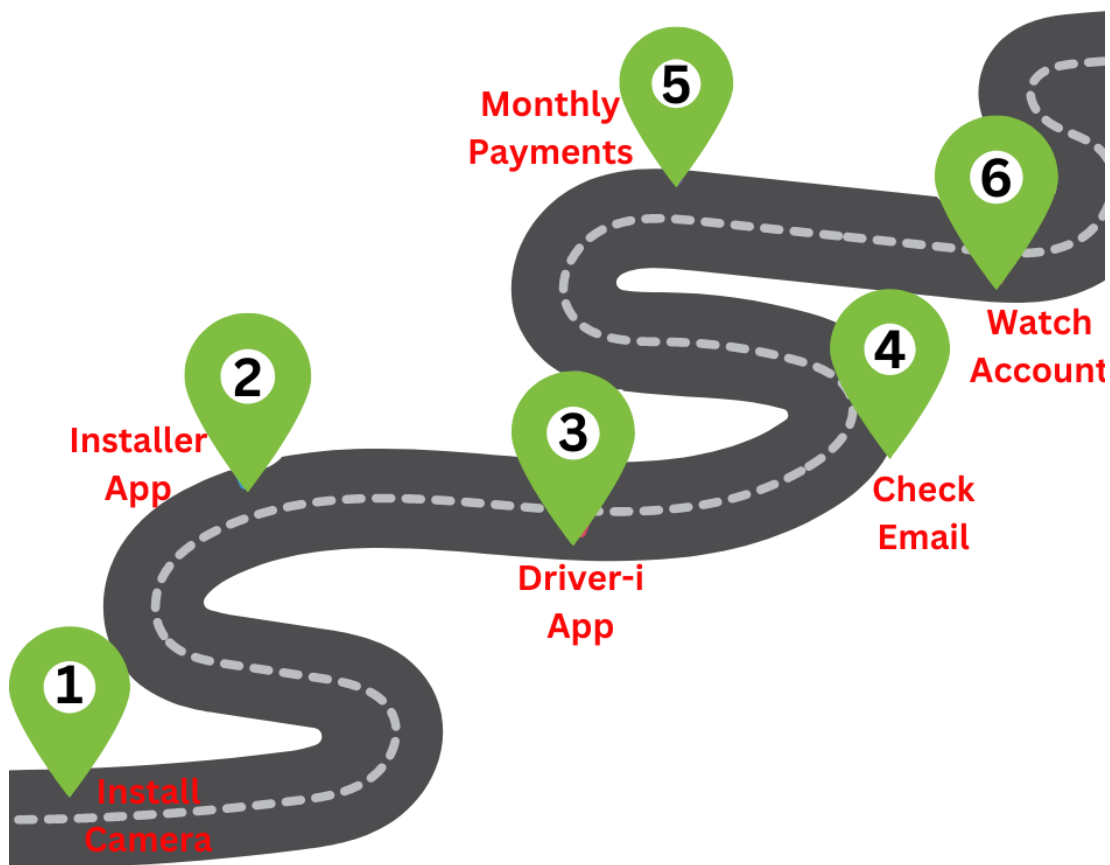 1
Install
Camera
2
Installer
App
3
Driver-i
App
4
Check
Email
5
Monthly
Payments
6
Watch
Account